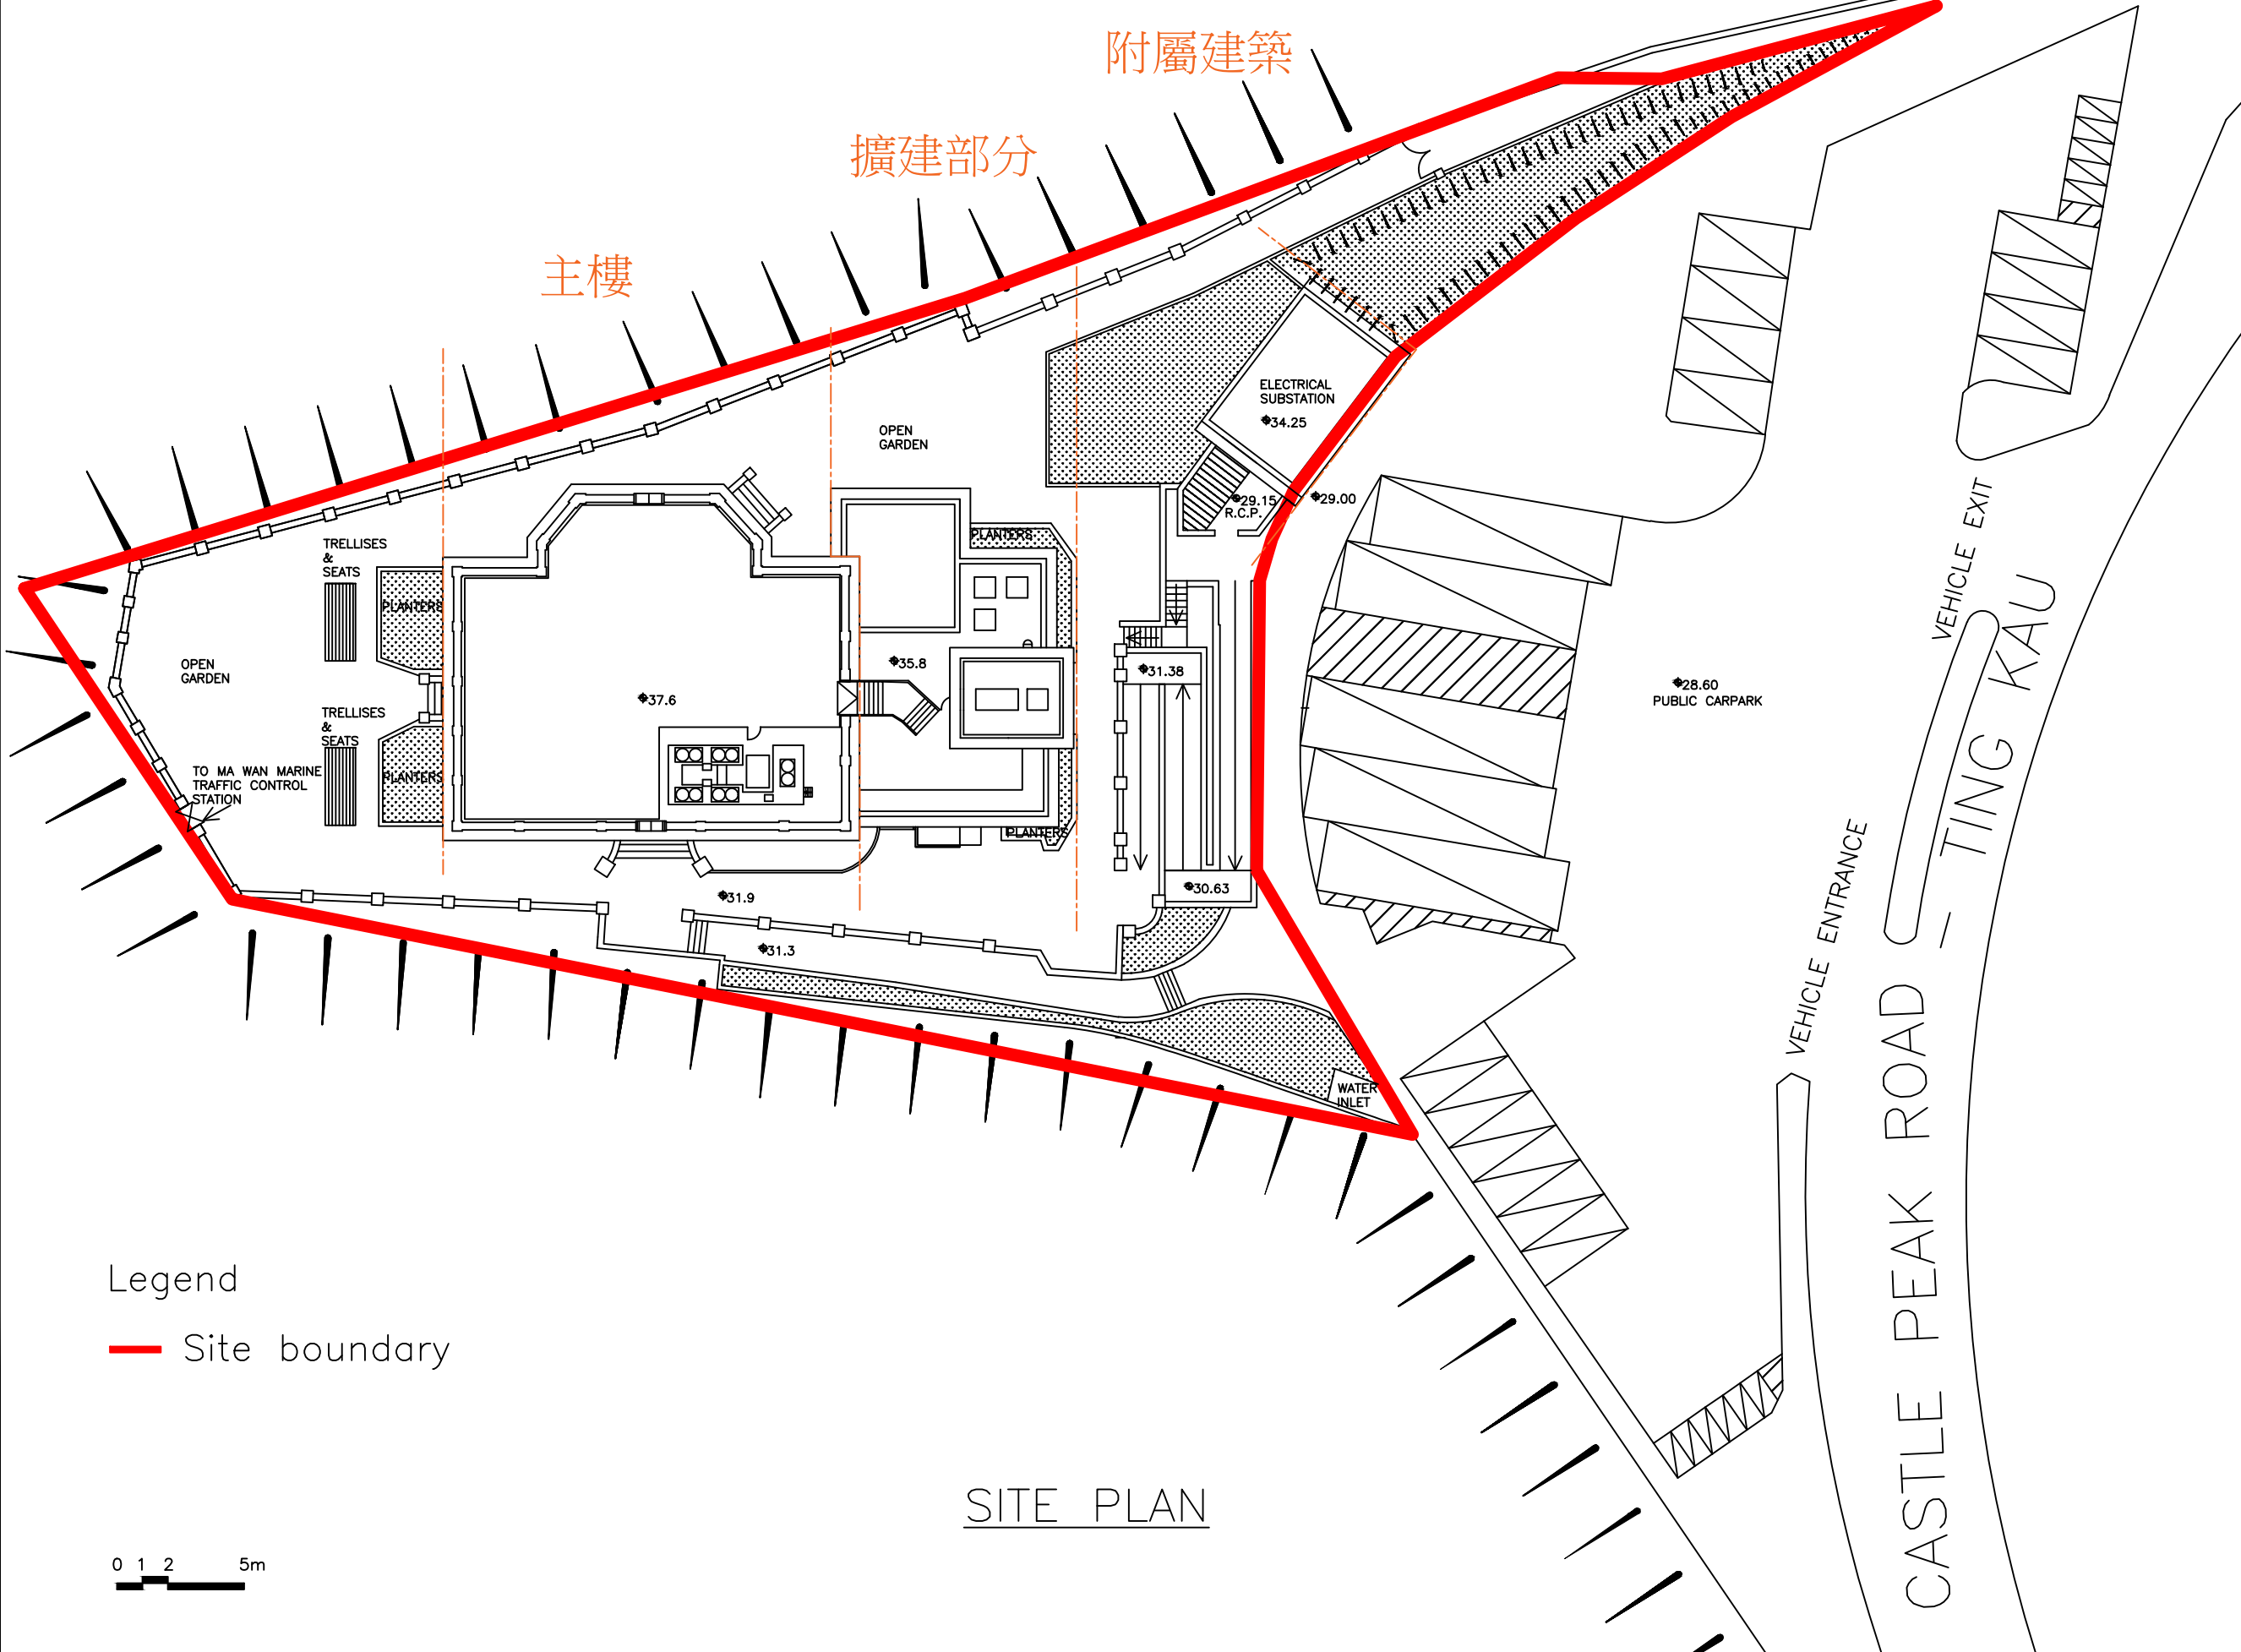 附屬建築
擴建部分
主樓
ELECTRICAL
SUBSTATION
34.25
OPEN
GARDEN
29.15
R.C.P.
29.00
PLANTERS
TRELLISES
&
SEATS
PLANTERS
OPEN
GARDEN
35.8
31.38
37.6
28.60
PUBLIC CARPARK
VEHICLE EXIT
TRELLISES
&
SEATS
TO MA WAN MARINE
TRAFFIC CONTROL
STATION
PLANTERS
PLANTERS
30.63
31.9
31.3
VEHICLE ENTRANCE
WATER
INLET
CASTLE PEAK ROAD — TING KAU
Legend
Site boundary
SITE PLAN
0 1 2 5m